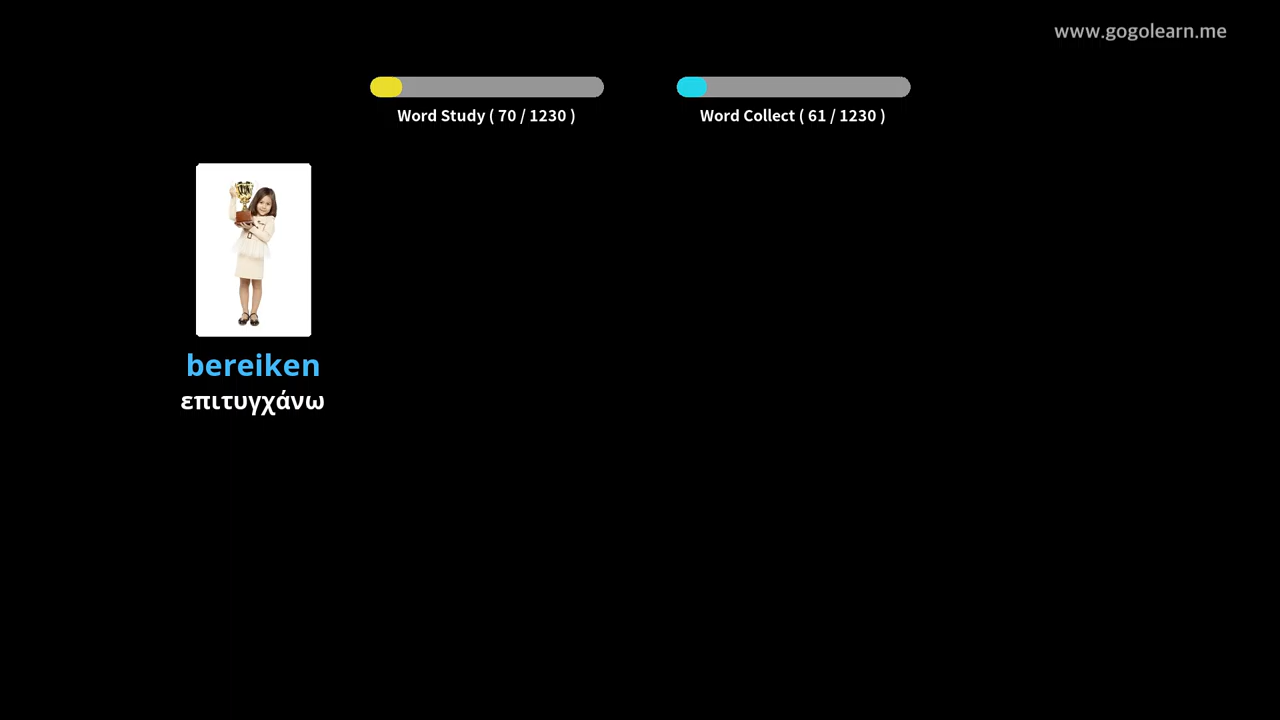 www.gogolearn.me
Word Study ( 70 / 1230 )
Word Collect ( 61 / 1230 )
bereiken
επιτυγχάνω